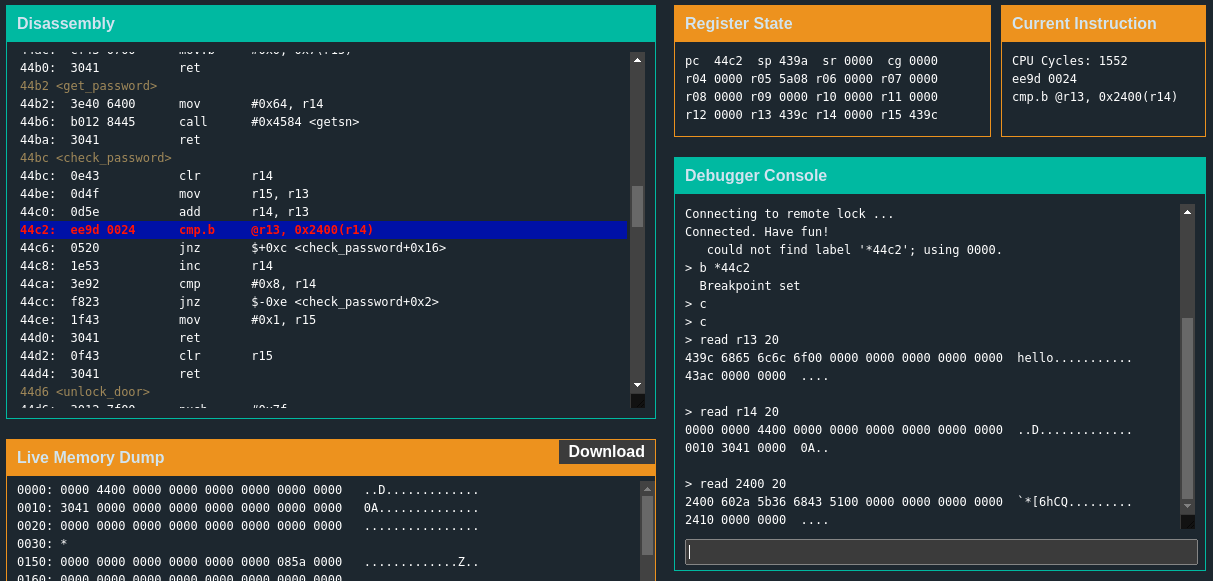 Disassembly
44b0:  3041           ret
44b2 <get_password>
44b2:  3e40 6400      mov       #0x64, r14
44b6:  b012 8445      call      #0x4584 <getsn>
44ba:  3041           ret
44bc <check_password>
44bc:  0e43           clr       r14
44be:  0d4f           mov       r15, r13
44c0:  0d5e           add       r14, r13
44c2:  ee9d 0024      cmp.b     @r13, 0x2400(r14)
44c6:  0520           jnz       $+0xc <check_password+0x16>
44c8:  1e53           inc       r14
44ca:  3e92           cmp       #0x8, r14
44cc:  f823           jnz       $-0xe <check_password+0x2>
44ce:  1f43           mov       #0x1, r15
44d0:  3041           ret
44d2:  0f43           clr       r15
44d4:  3041           ret
44d6 <unlock_door>
Live Memory Dump
Download
0000: 0000 4400 0000 0000 0000 0000 0000 0000   ..D.............
0010: 3041 0000 0000 0000 0000 0000 0000 0000   0A..............
0020: 0000 0000 0000 0000 0000 0000 0000 0000   ................
0030: *
0150: 0000 0000 0000 0000 0000 0000 085a 0000   .............Z..
Register State
pc  44c2  sp 439a  sr 0000  cg 0000
r04 0000 r05 5a08 r06 0000 r07 0000
r08 0000 r09 0000 r10 0000 r11 0000
r12 0000 r13 439c r14 0000 r15 439c
Current Instruction
CPU Cycles: 1552
ee9d 0024
cmp.b @r13, 0x2400(r14)
Debugger Console
Connecting to remote lock ...
Connected. Have fun!
could not find label '*44c2'; using 0000.
> b *44c2
Breakpoint set
> c
> c
> read r13 20
439c 6865 6c6c 6f00 0000 0000 0000 0000 0000  hello...........
43ac 0000 0000  ....
> read r14 20
0000 0000 4400 0000 0000 0000 0000 0000 0000  ..D.............
0010 3041 0000  0A..
> read 2400 20
2400 602a 5b36 6843 5100 0000 0000 0000 0000  `*[6hCQ.........
2410 0000 0000  ....